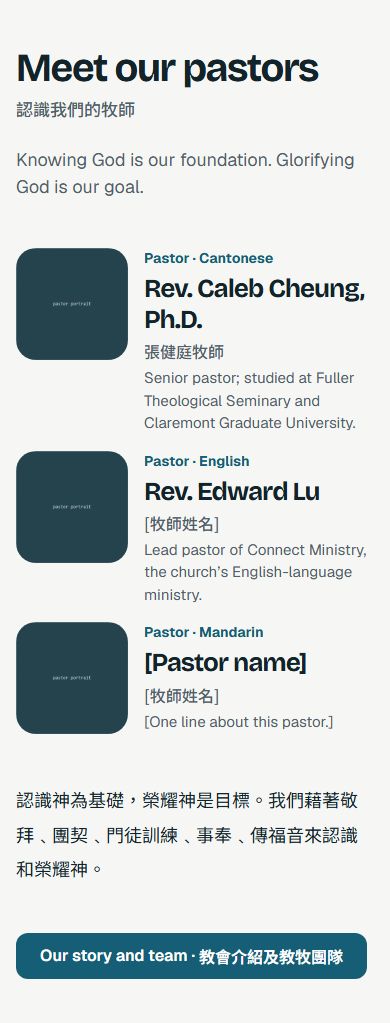 Meet our pastors
認識我們的牧師
Knowing God is our foundation. Glorifying
God is our goal.
pastor portrait
Pastor · Cantonese
Rev. Caleb Cheung,
Ph.D.
張健庭牧師
Senior pastor; studied at Fuller
Theological Seminary and
Claremont Graduate University.
pastor portrait
Pastor · English
Rev. Edward Lu
[牧師姓名]
Lead pastor of Connect Ministry,
the church’s English-language
ministry.
pastor portrait
Pastor · Mandarin
[Pastor name]
[牧師姓名]
[One line about this pastor.]
認識神為基礎，榮耀神是目標。我們藉著敬
拜﹑團契﹑門徒訓練﹑事奉﹑傳福音來認識
和榮耀神。
Our story and team · 教會介紹及教牧團隊